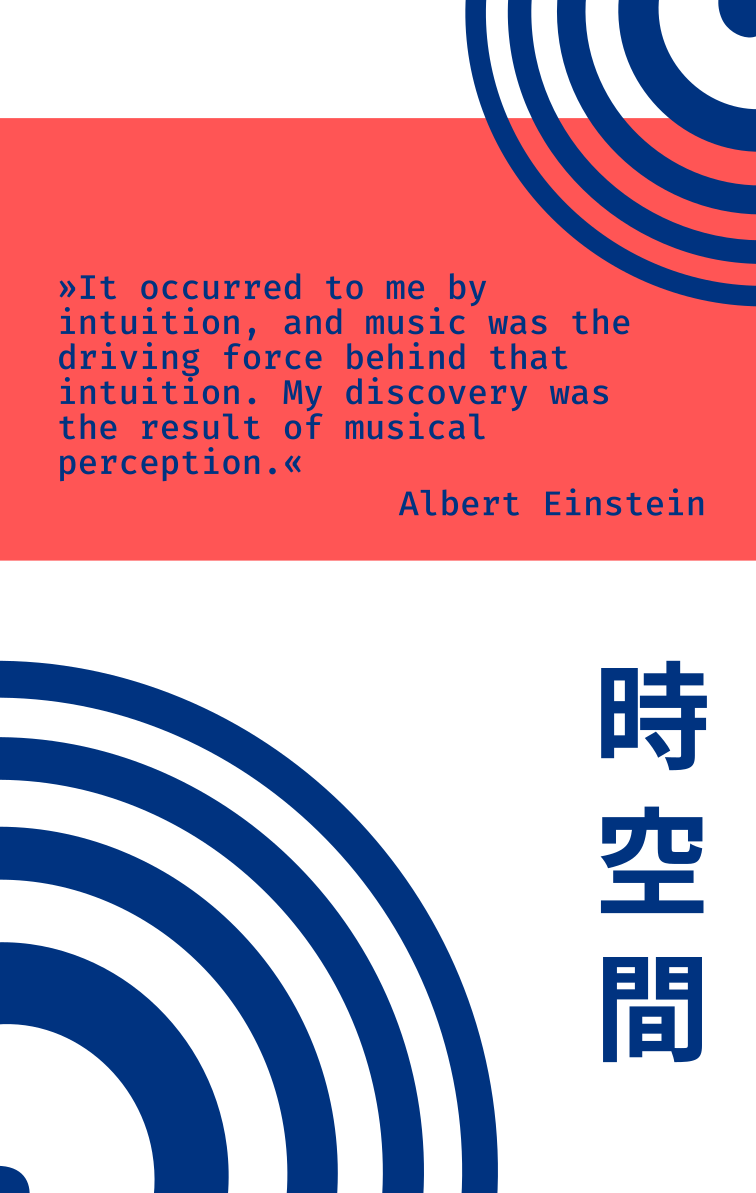 »It occurred to me by
intuition, and music was the
driving force behind that
intuition. My discovery was
the result of musical
perception.«
Albert Einstein
時空間